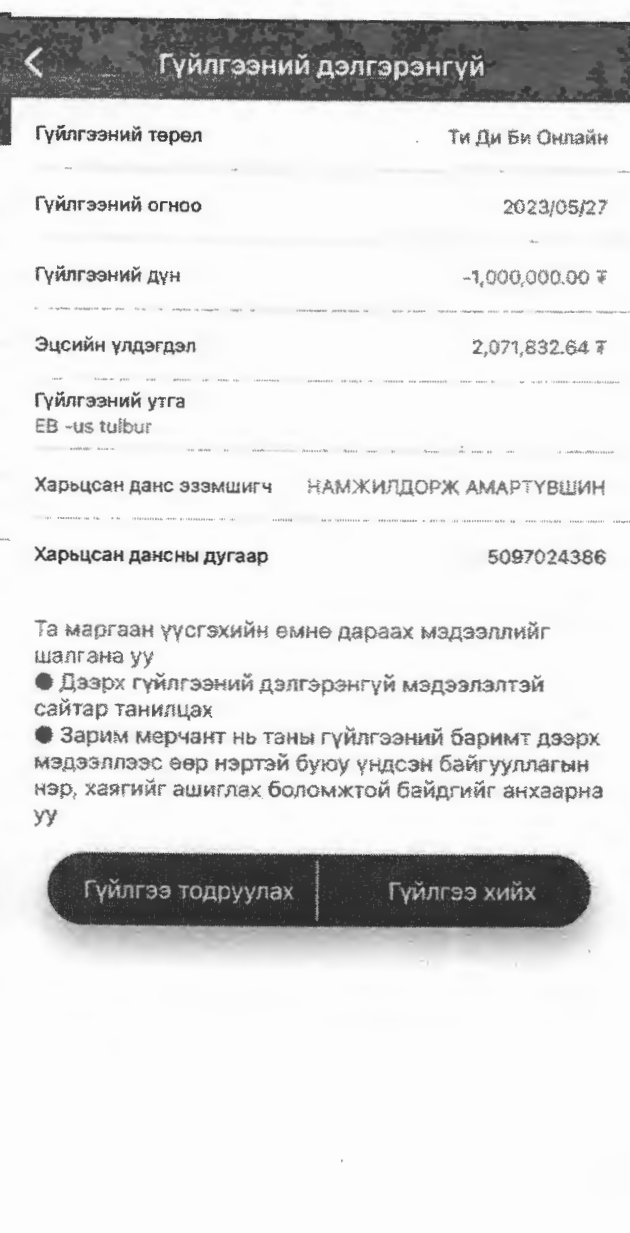 Гүйлгээний дэлгэрэнгүй
Гүйлгээний төрөл Ти Ди Би Онлайн
Гүйлгээний огноо 2023/05/27
Гүйлгээний дүн -1,000,000.00 ₮
Эцсийн үлдэгдэл 2,071,832.64 ₮
Гүйлгээний утга
EB -us tulbur
Харьцсан данс эзэмшигч НАМЖИЛДОРЖ АМАРТҮВШИН
Харьцсан дансны дугаар 5097024386
Та маргаан үүсгэхийн өмнө дараах мэдээллийг
шалгана уу
● Дээрх гүйлгээний дэлгэрэнгүй мэдээлэлтэй
сайтар танилцах
● Зарим мерчант нь таны гүйлгээний баримт дээрх
мэдээллээс өөр нэртэй буюу үндсэн байгууллагын
нэр, хаягийг ашиглах боломжтой байдгийг анхаарна
уу
Гүйлгээ тодруулах Гүйлгээ хийх